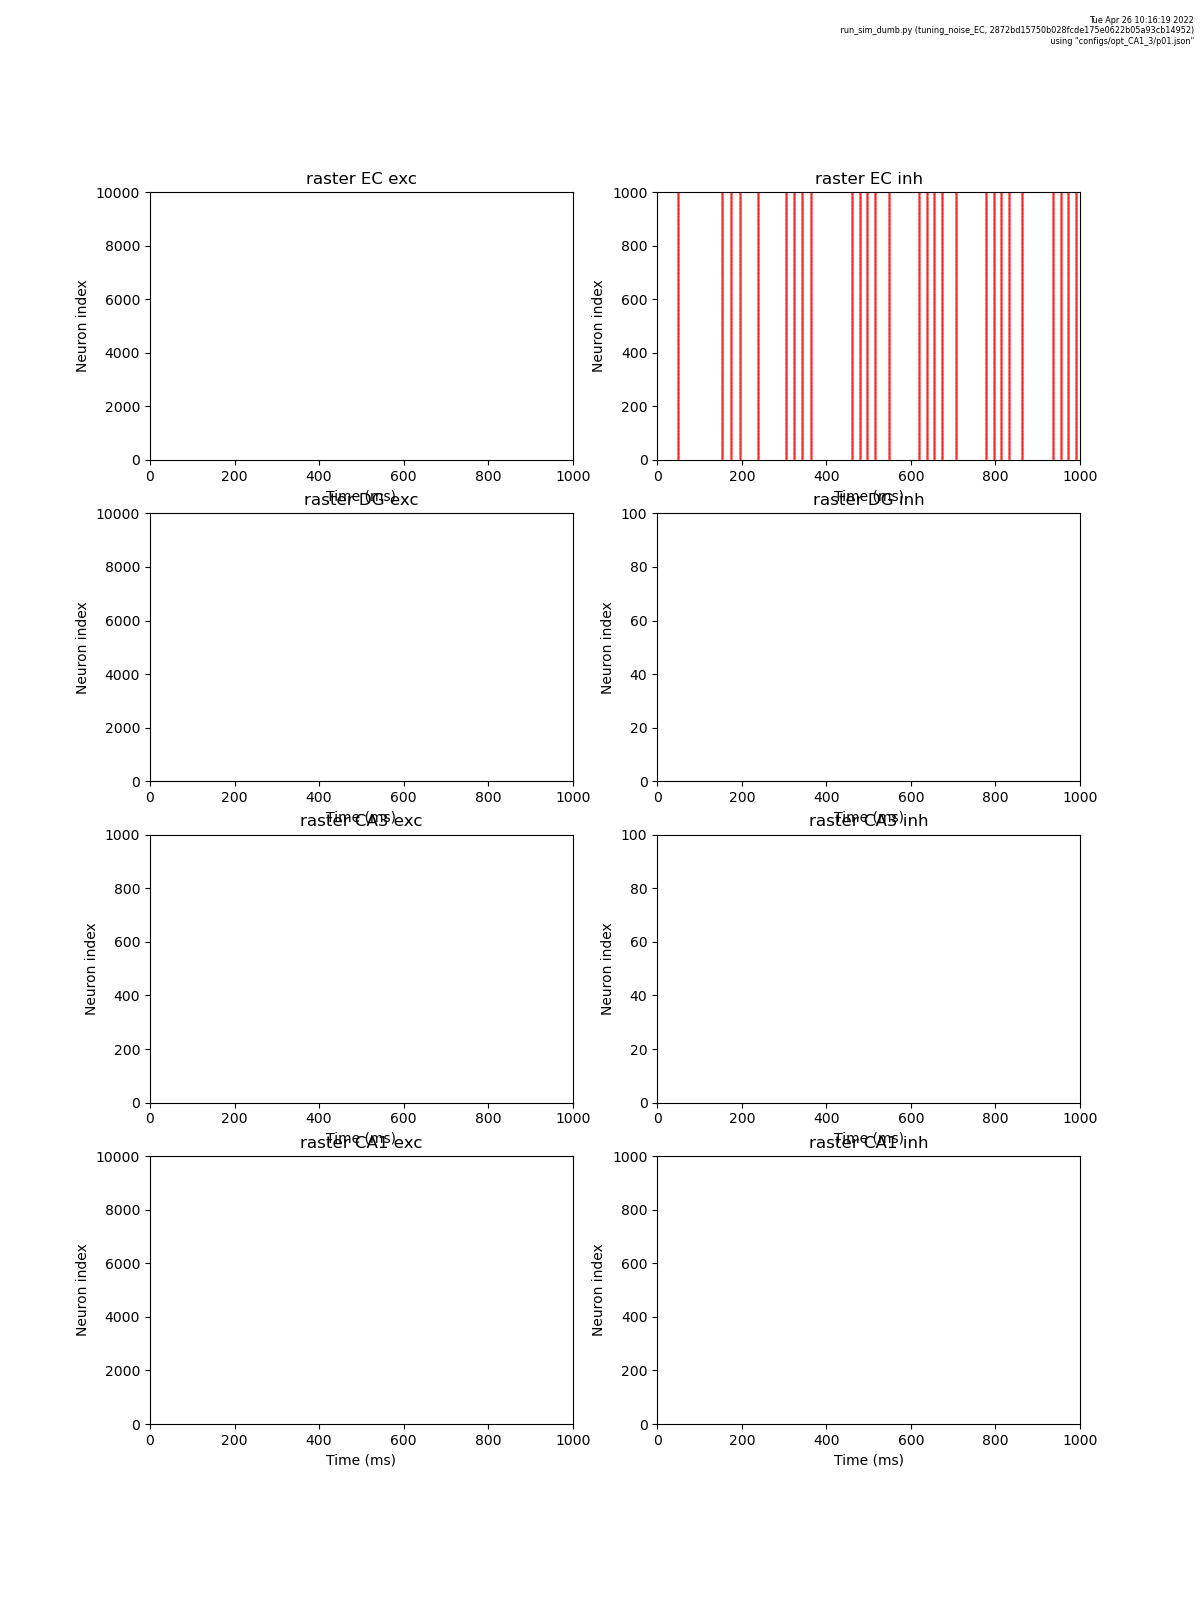 Tue Apr 26 10:16:19 2022
run_sim_dumb.py (tuning_noise_EC, 2872bd15750b028fcde175e0622b05a93cb14952)
using "configs/opt_CA1_3/p01.json"
raster EC exc
10000
8000
6000
4000
2000
0
Neuron index
0 200 400 600 800 1000
Time (ms)
raster EC inh
1000
800
600
400
200
0
Neuron index
0 200 400 600 800 1000
Time (ms)
raster DG exc
10000
8000
6000
4000
2000
0
Neuron index
0 200 400 600 800 1000
Time (ms)
raster DG inh
100
80
60
40
20
0
Neuron index
0 200 400 600 800 1000
Time (ms)
raster CA3 exc
1000
800
600
400
200
0
Neuron index
0 200 400 600 800 1000
Time (ms)
raster CA3 inh
100
80
60
40
20
0
Neuron index
0 200 400 600 800 1000
Time (ms)
raster CA1 exc
10000
8000
6000
4000
2000
0
Neuron index
0 200 400 600 800 1000
Time (ms)
raster CA1 inh
1000
800
600
400
200
0
Neuron index
0 200 400 600 800 1000
Time (ms)